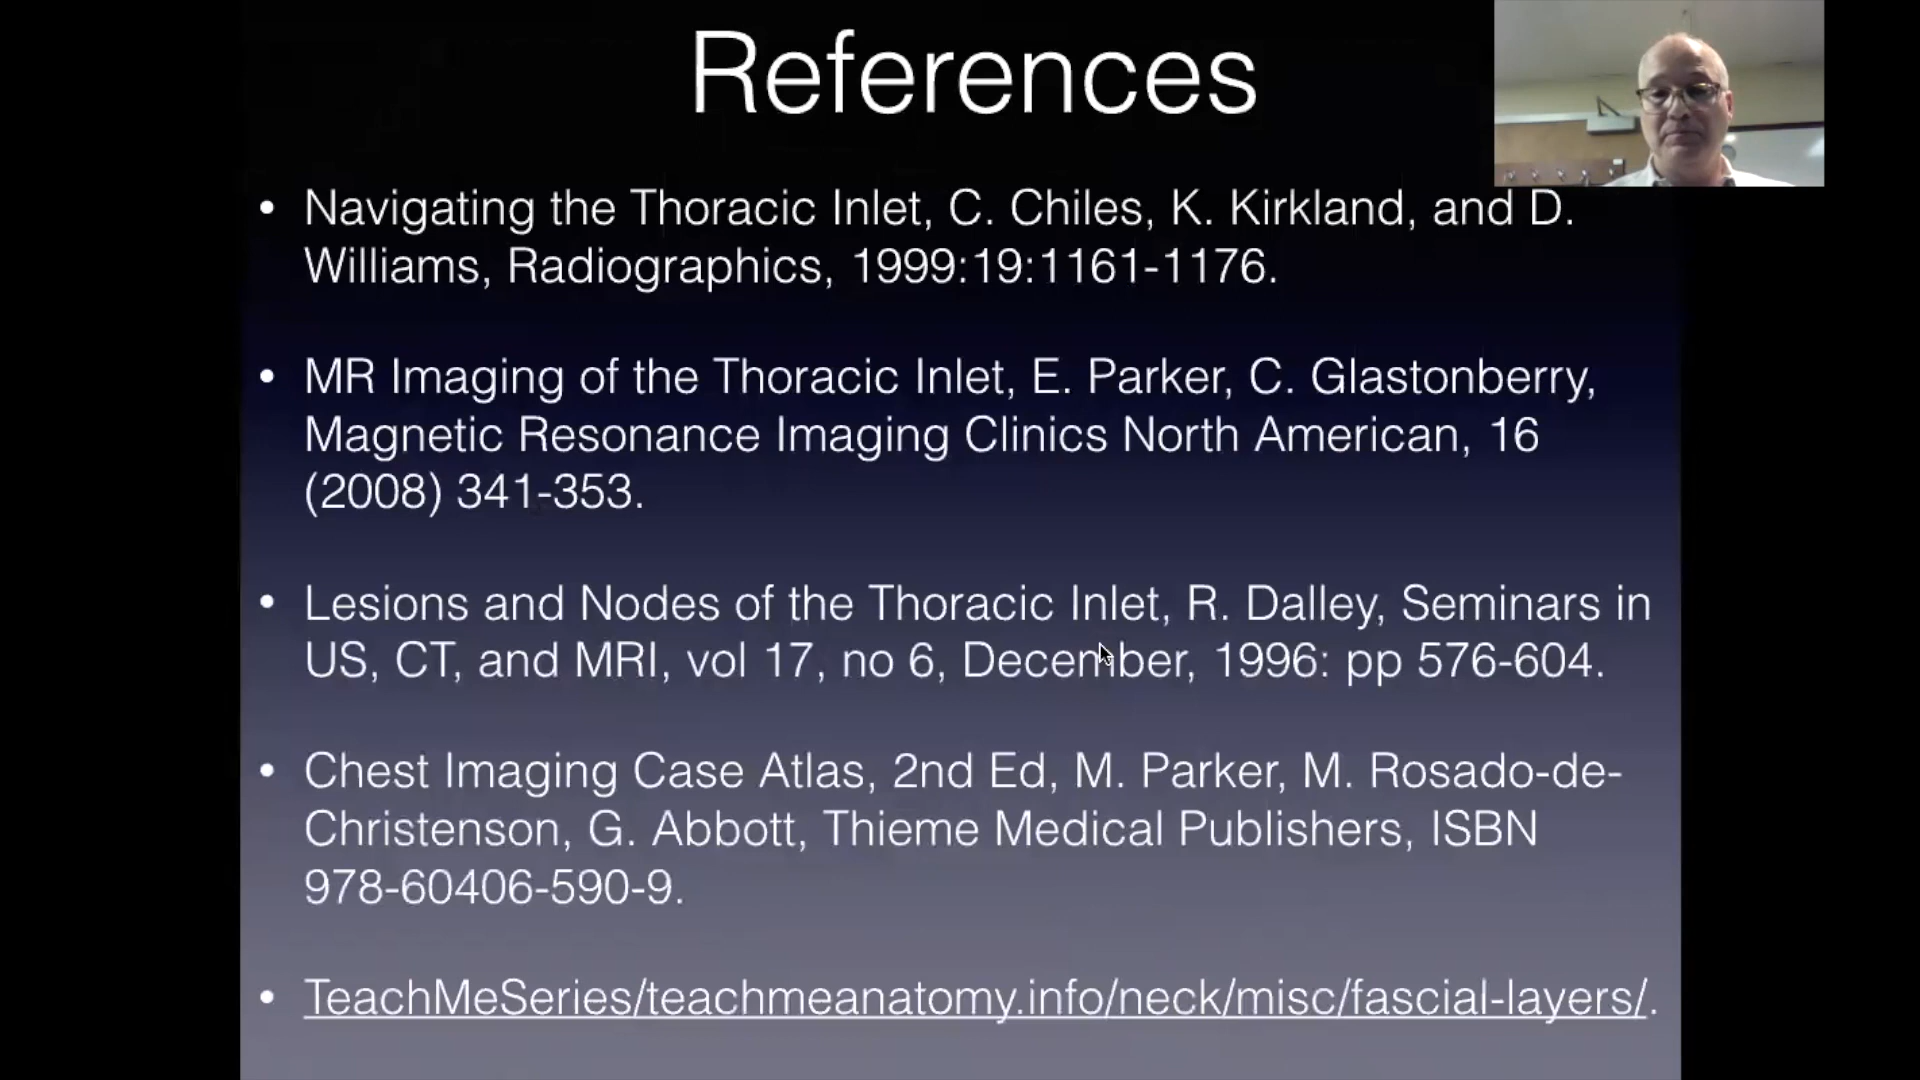 References
• Navigating the Thoracic Inlet, C. Chiles, K. Kirkland, and D.
Williams, Radiographics, 1999:19:1161-1176.
• MR Imaging of the Thoracic Inlet, E. Parker, C. Glastonberry,
Magnetic Resonance Imaging Clinics North American, 16
(2008) 341-353.
• Lesions and Nodes of the Thoracic Inlet, R. Dalley, Seminars in
US, CT, and MRI, vol 17, no 6, December, 1996: pp 576-604.
• Chest Imaging Case Atlas, 2nd Ed, M. Parker, M. Rosado-de-
Christenson, G. Abbott, Thieme Medical Publishers, ISBN
978-60406-590-9.
• TeachMeSeries/teachmeanatomy.info/neck/misc/fascial-layers/.